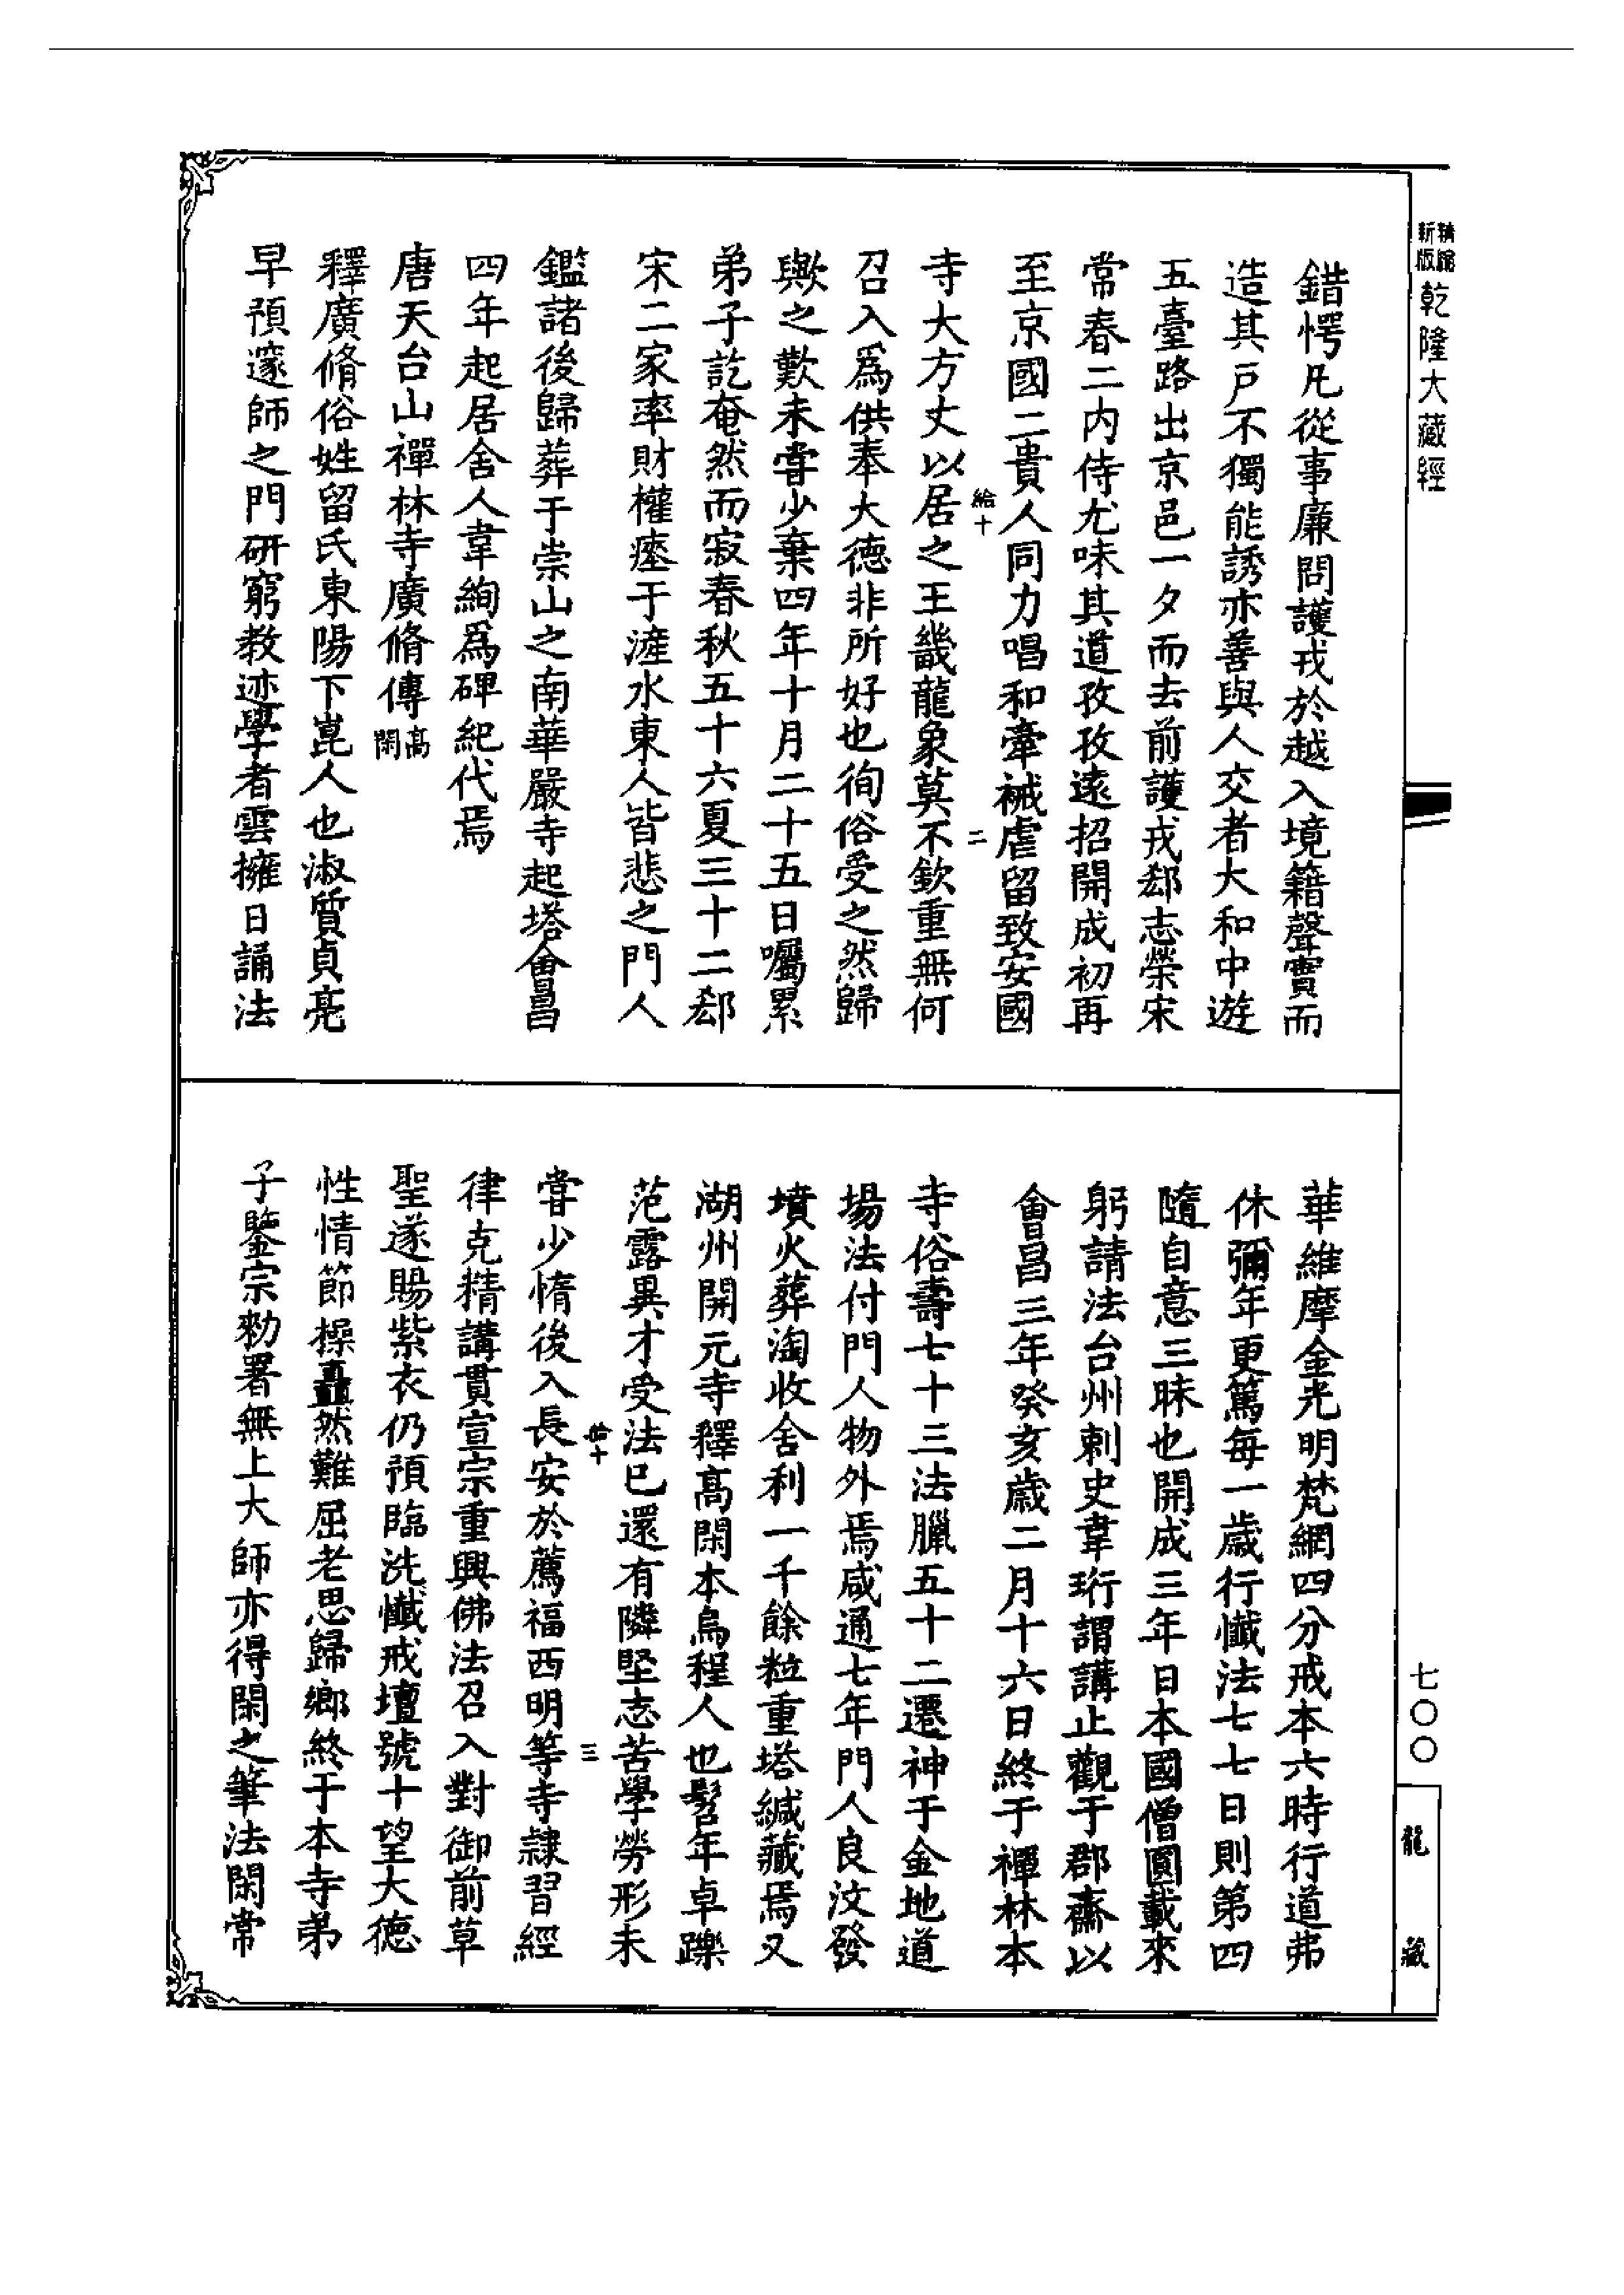 精縮
新版
乾隆大藏經
錯愕凡從事廉問護戎於越入境籍聲實而
造其戶不獨能誘亦善與人交者大和中遊
五臺路出京邑一夕而去前護戎郄志榮宋
常春二內侍尤味其道孜孜遠招開成初再
至京國二貴人同力唱和牽裓虐留致安國
給十
二
寺大方丈以居之王畿龍象莫不欽重無何
召入爲供奉大德非所好也徇俗受之然歸
歟之歎未嘗少棄四年十月二十五日囑累
弟子訖奄然而寂春秋五十六夏三十二郄
宋二家率財權瘞于滻水東人皆悲之門人
鑑諸後歸葬于崇山之南華嚴寺起塔會昌
四年起居舍人韋絢爲碑紀代焉
唐天台山禪林寺廣脩傳高閑
釋廣脩俗姓留氏東陽下崑人也淑質貞亮
早預邃師之門研窮教迹學者雲擁日誦法
華維摩金光明梵網四分戒本六時行道弗
休彌年更篤每一歲行懺法七七日則第四
隨自意三昧也開成三年日本國僧圓載來
躬請法台州刺史韋珩謂講止觀于郡齋以
會昌三年癸亥歲二月十六日終于禪林本
寺俗壽七十三法臘五十二遷神于金地道
場法付門人物外焉咸通七年門人良汶發
墳火葬淘收舍利一千餘粒重塔緘藏焉又
湖州開元寺釋高閑本烏程人也髫年卓躒
范露異才受法已還有隣堅志苦學勞形未
給十
三
嘗少惰後入長安於薦福西明等寺隷習經
律克精講貫宣宗重興佛法召入對御前草
聖遂賜紫衣仍預臨洗懺戒壇號十望大德
性情節操矗然難屈老思歸鄉終于本寺弟
子鑒宗勑署無上大師亦得閑之筆法閑常
七〇〇
龍藏